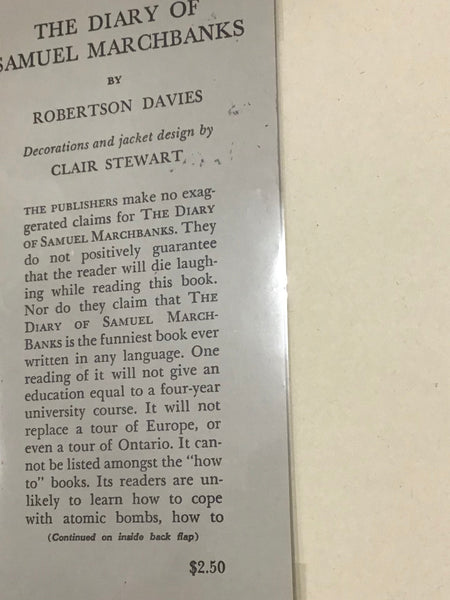 THE DIARY OF
SAMUEL MARCHBANKS
BY
ROBERTSON DAVIES
Decorations and jacket design by
CLAIR STEWART
THE PUBLISHERS make no exag-
gerated claims for THE DIARY
OF SAMUEL MARCHBANKS. They
do not positively guarantee
that the reader will die laugh-
ing while reading this book.
Nor do they claim that THE
DIARY OF SAMUEL MARCH-
BANKS is the funniest book ever
written in any language. One
reading of it will not give an
education equal to a four-year
university course. It will not
replace a tour of Europe, or
even a tour of Ontario. It can-
not be listed amongst the "how
to" books. Its readers are un-
likely to learn how to cope
with atomic bombs, how to
(Continued on inside back flap)
$2.50